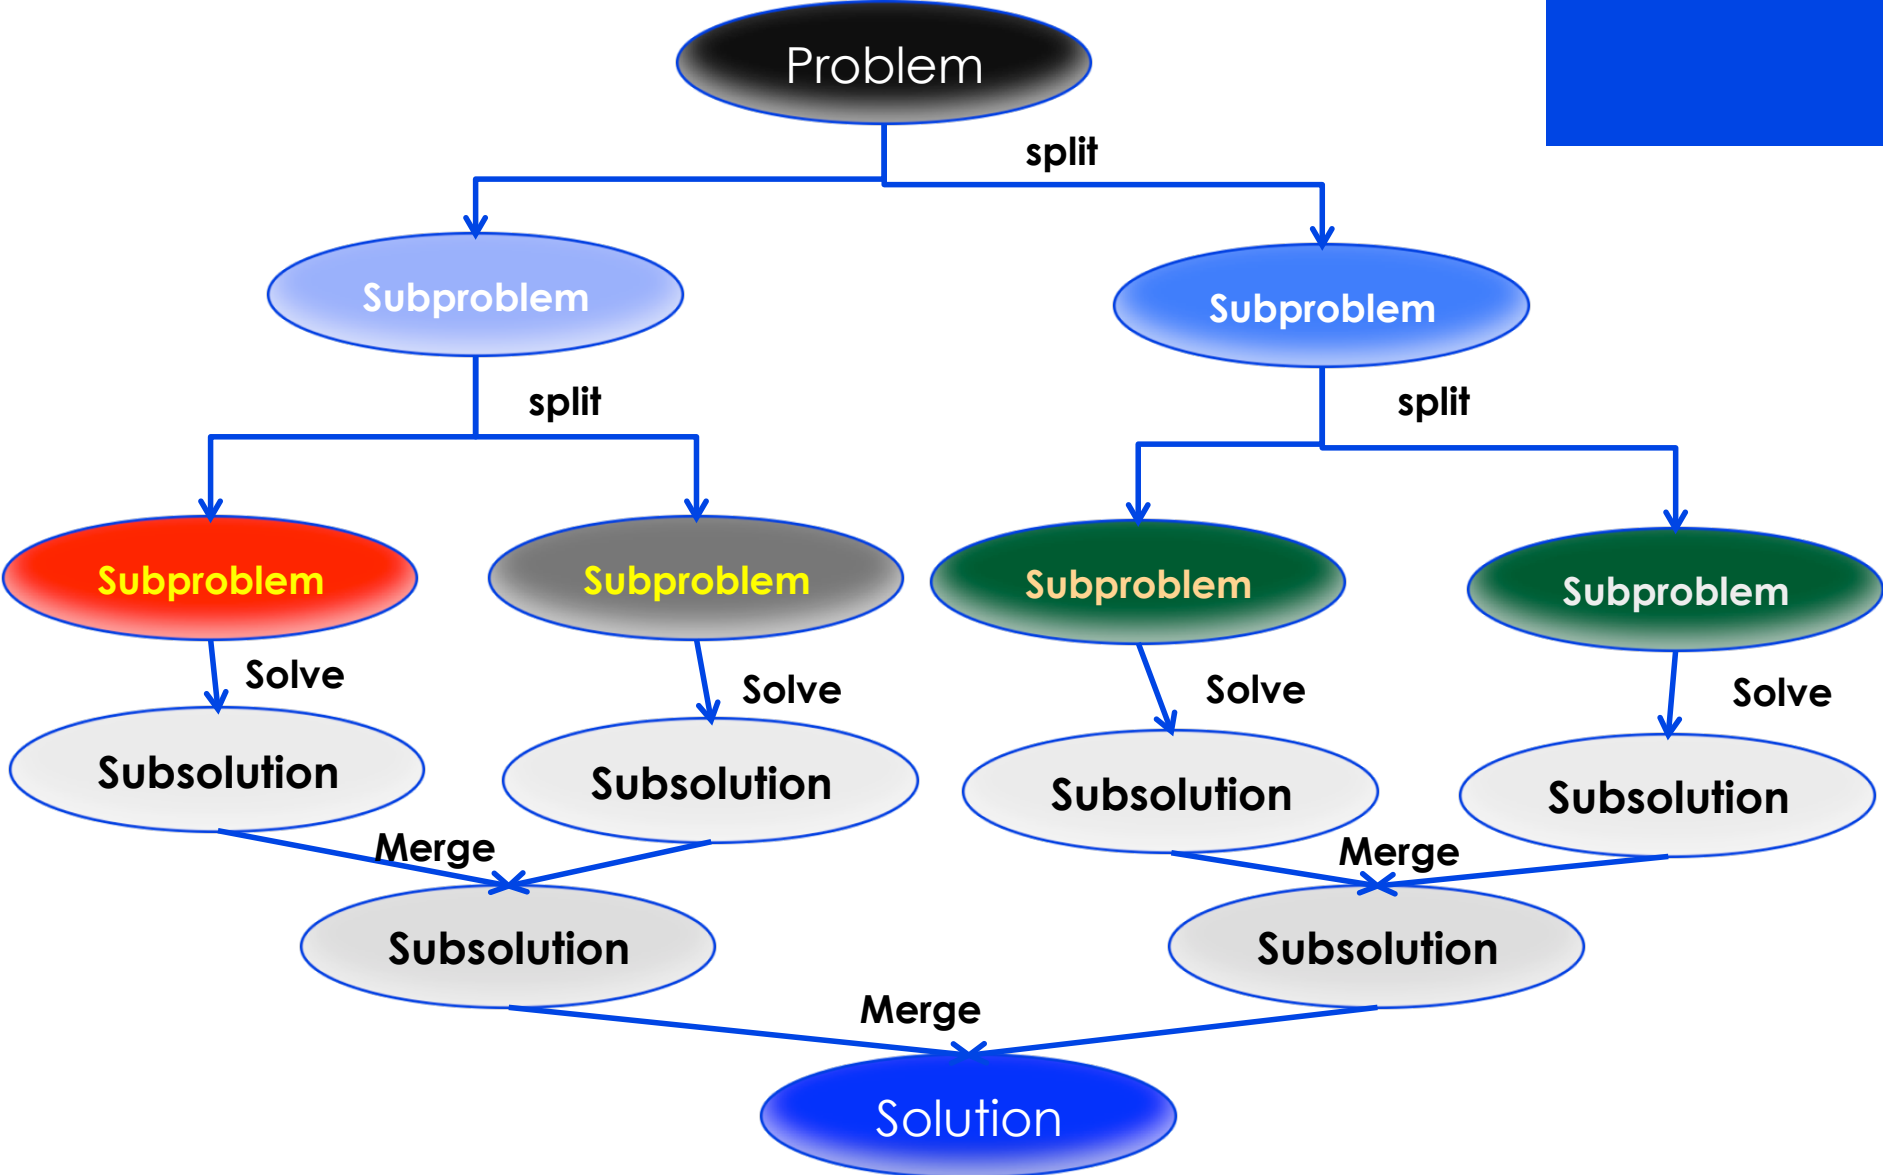 Problem
split
Subproblem
Subproblem
split
split
Subproblem
Subproblem
Subproblem
Subproblem
Solve
Solve
Solve
Solve
Subsolution
Subsolution
Subsolution
Subsolution
Merge
Merge
Subsolution
Subsolution
Merge
Solution